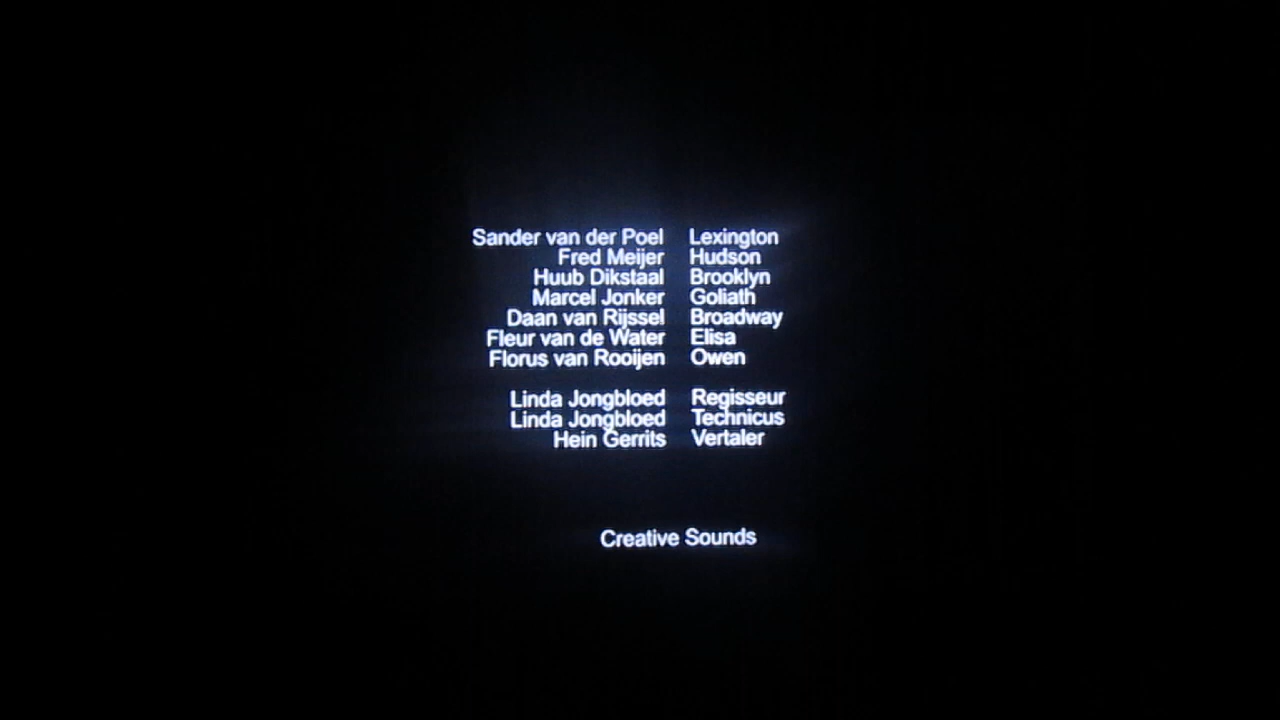 Sander van der Poel Lexington
Fred Meijer Hudson
Huub Dikstaal Brooklyn
Marcel Jonker Goliath
Daan van Rijssel Broadway
Fleur van de Water Elisa
Florus van Rooijen Owen
Linda Jongbloed Regisseur
Linda Jongbloed Technicus
Hein Gerrits Vertaler
Creative Sounds